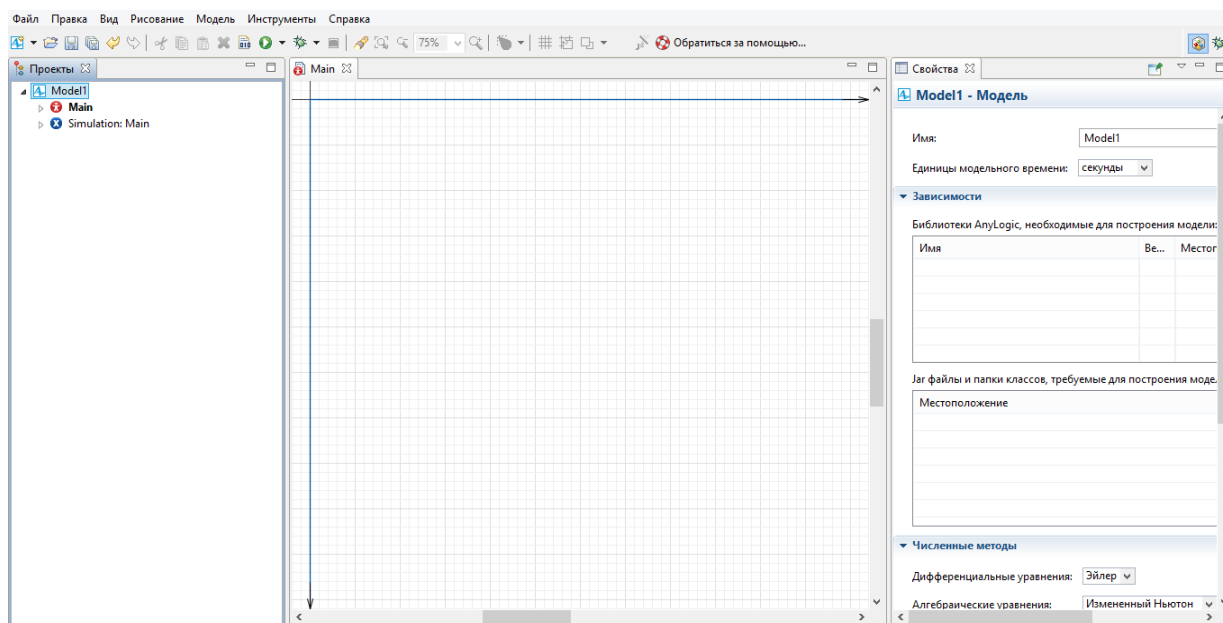 Файл Правка Вид Рисование Модель Инструменты Справка
75% Обратиться за помощью...
Проекты
Model1
Main
Simulation: Main
Main
Свойства
Model1 - Модель
Имя: Model1
Единицы модельного времени: секунды
Зависимости
Библиотеки AnyLogic, необходимые для построения модели:
Имя Ве... Местор
Jar файлы и папки классов, требуемые для построения моде
Местоположение
Численные методы
Дифференциальные уравнения: Эйлер
Алгебраические уравнения: Измененный Ньютон